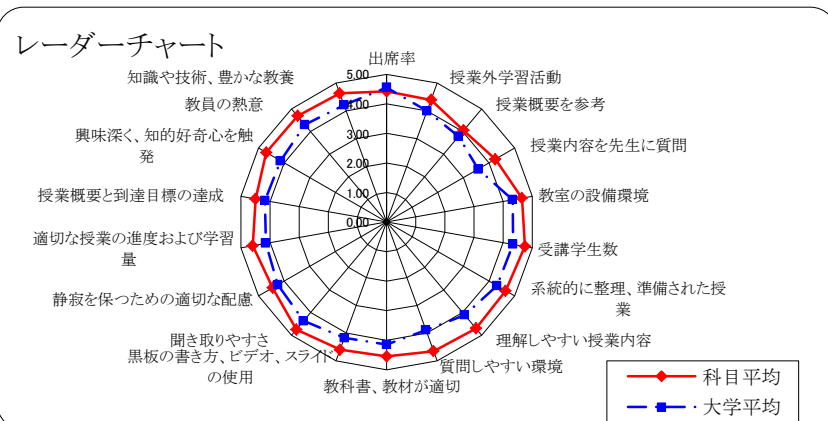 レーダーチャート
出席率
授業外学習活動
授業概要を参考
授業内容を先生に質問
教室の設備環境
受講学生数
系統的に整理、準備された授
業
理解しやすい授業内容
質問しやすい環境
教科書、教材が適切
黒板の書き方、ビデオ、スライド
の使用
聞き取りやすさ
静寂を保つための適切な配慮
適切な授業の進度および学習
量
授業概要と到達目標の達成
興味深く、知的好奇心を触
発
教員の熱意
知識や技術、豊かな教養
5.00
4.00
3.00
2.00
1.00
0.00
科目平均
大学平均